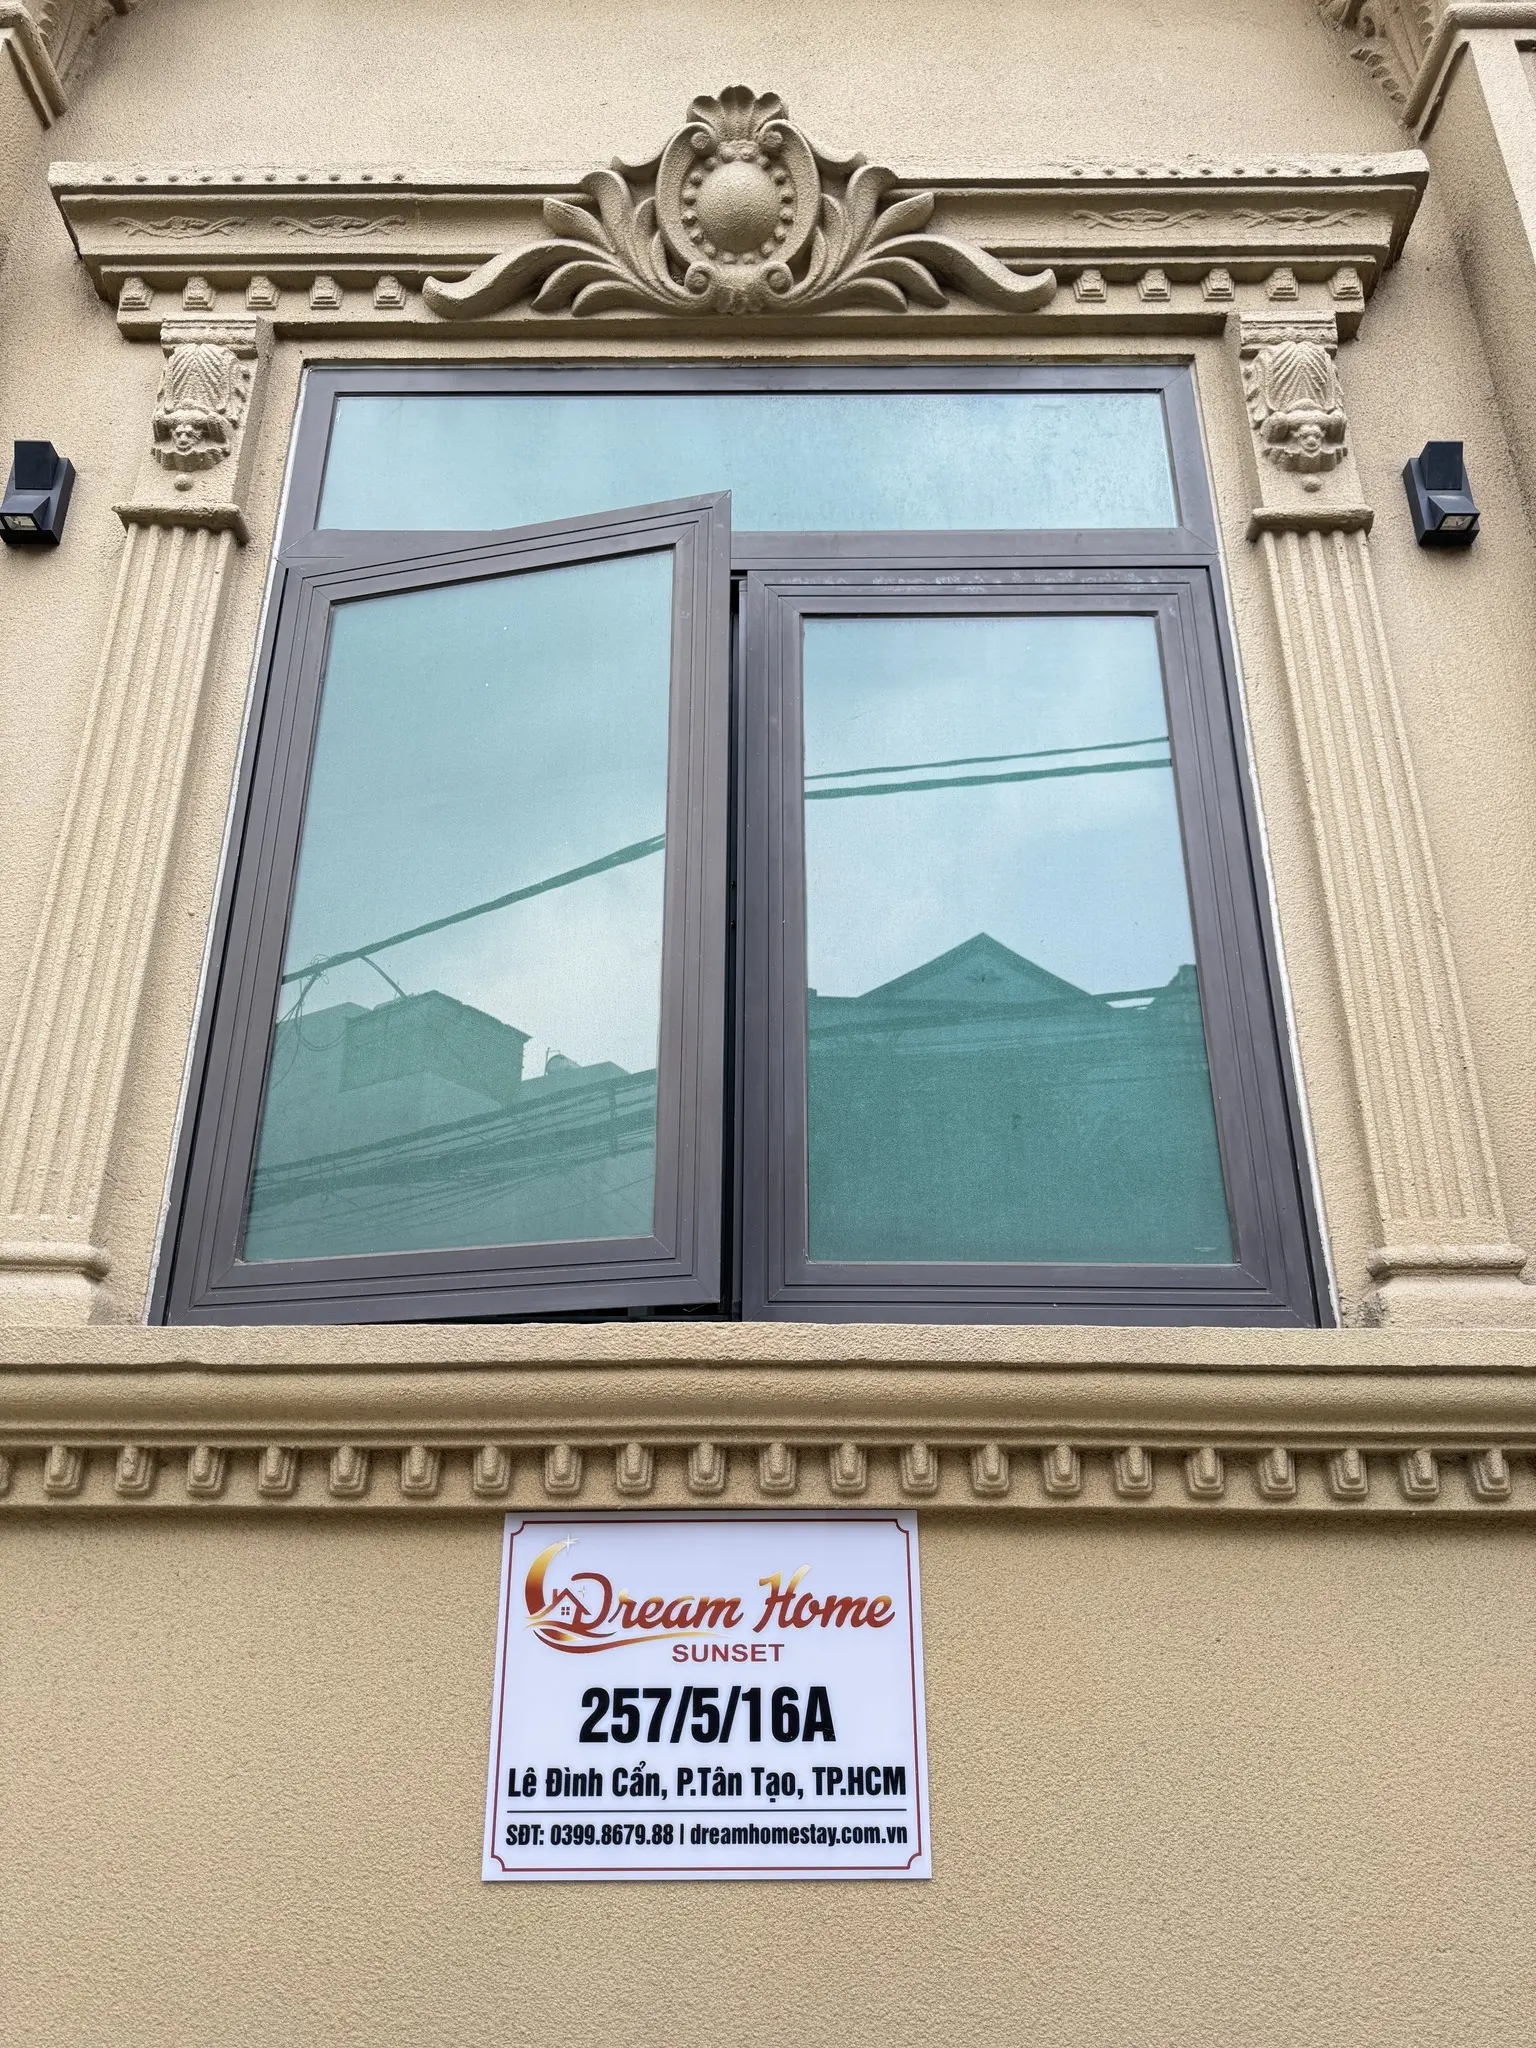 Dream Home
SUNSET
257/5/16A
Lê Đình Cẩn, P.Tân Tạo, TP.HCM
SĐT: 0399.8679.88 | dreamhomestay.com.vn